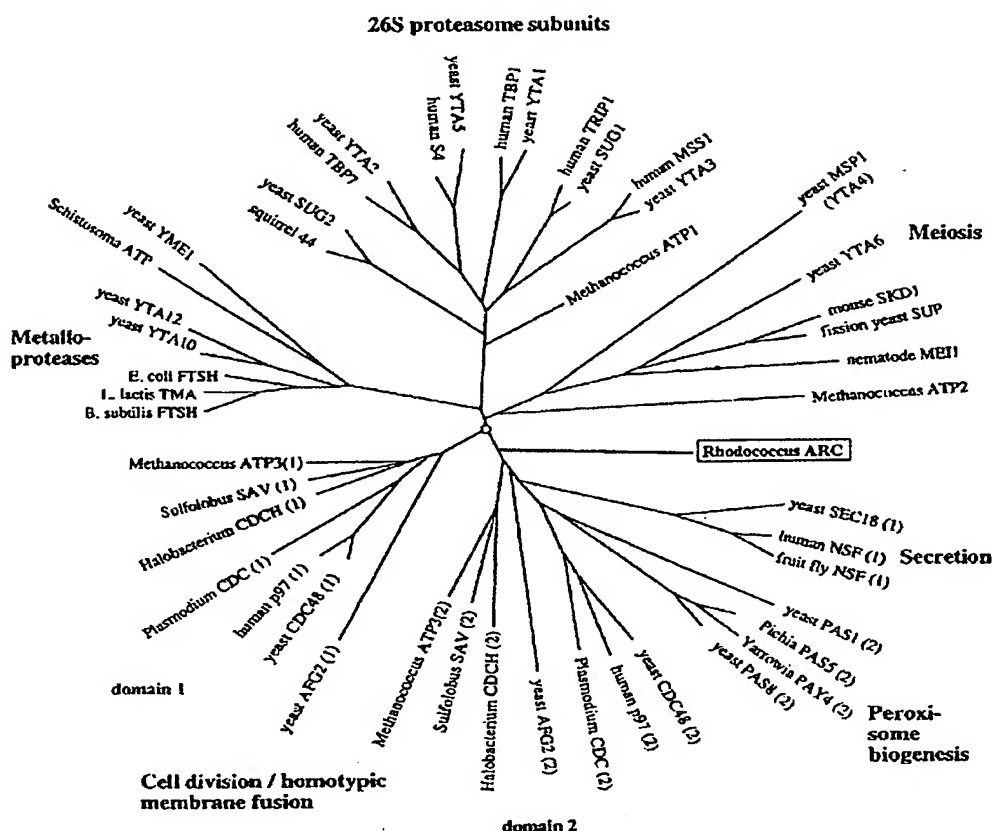 26S proteasome subunits
yeast YTA5
human S4
human TBP1
yeast YTA1
human TRIP1
yeast SUG1
human MSS1
yeast YTA3
yeast YTA2
human TBP7
yeast SUG2
squirrel 44
Methanococcus ATP1
yeast MSP1
(YTA4)
Meiosis
yeast YTA6
mouse SKD1
fission yeast SUP
nematode MEI1
Methanococcus ATP2
yeast YME1
Schistosoma ATP
yeast YTA12
yeast YTA10
Metallo-
proteases
E. coli FTSH
L. lactis TMA
B. subtilis FTSH
Rhodococcus ARC
Methanococcus ATP3(1)
Sulfolobus SAV (1)
Halobacterium CDCH (1)
Plasmodium CDC (1)
human p97 (1)
yeast CDC48 (1)
yeast AFG2 (1)
domain 1
yeast SEC18 (1)
human NSF (1)
fruit fly NSF (1)
Secretion
yeast PAS1 (2)
Pichia PAS5 (2)
Yarrowia PAY4 (2)
yeast PAS8 (2)
Peroxi-
some
biogenesis
Methanococcus ATP3(2)
Sulfolobus SAV (2)
Halobacterium CDCH (2)
yeast AFG2 (2)
Plasmodium CDC (2)
human p97 (2)
yeast CDC48 (2)
Cell division / homotypic
membrane fusion
domain 2